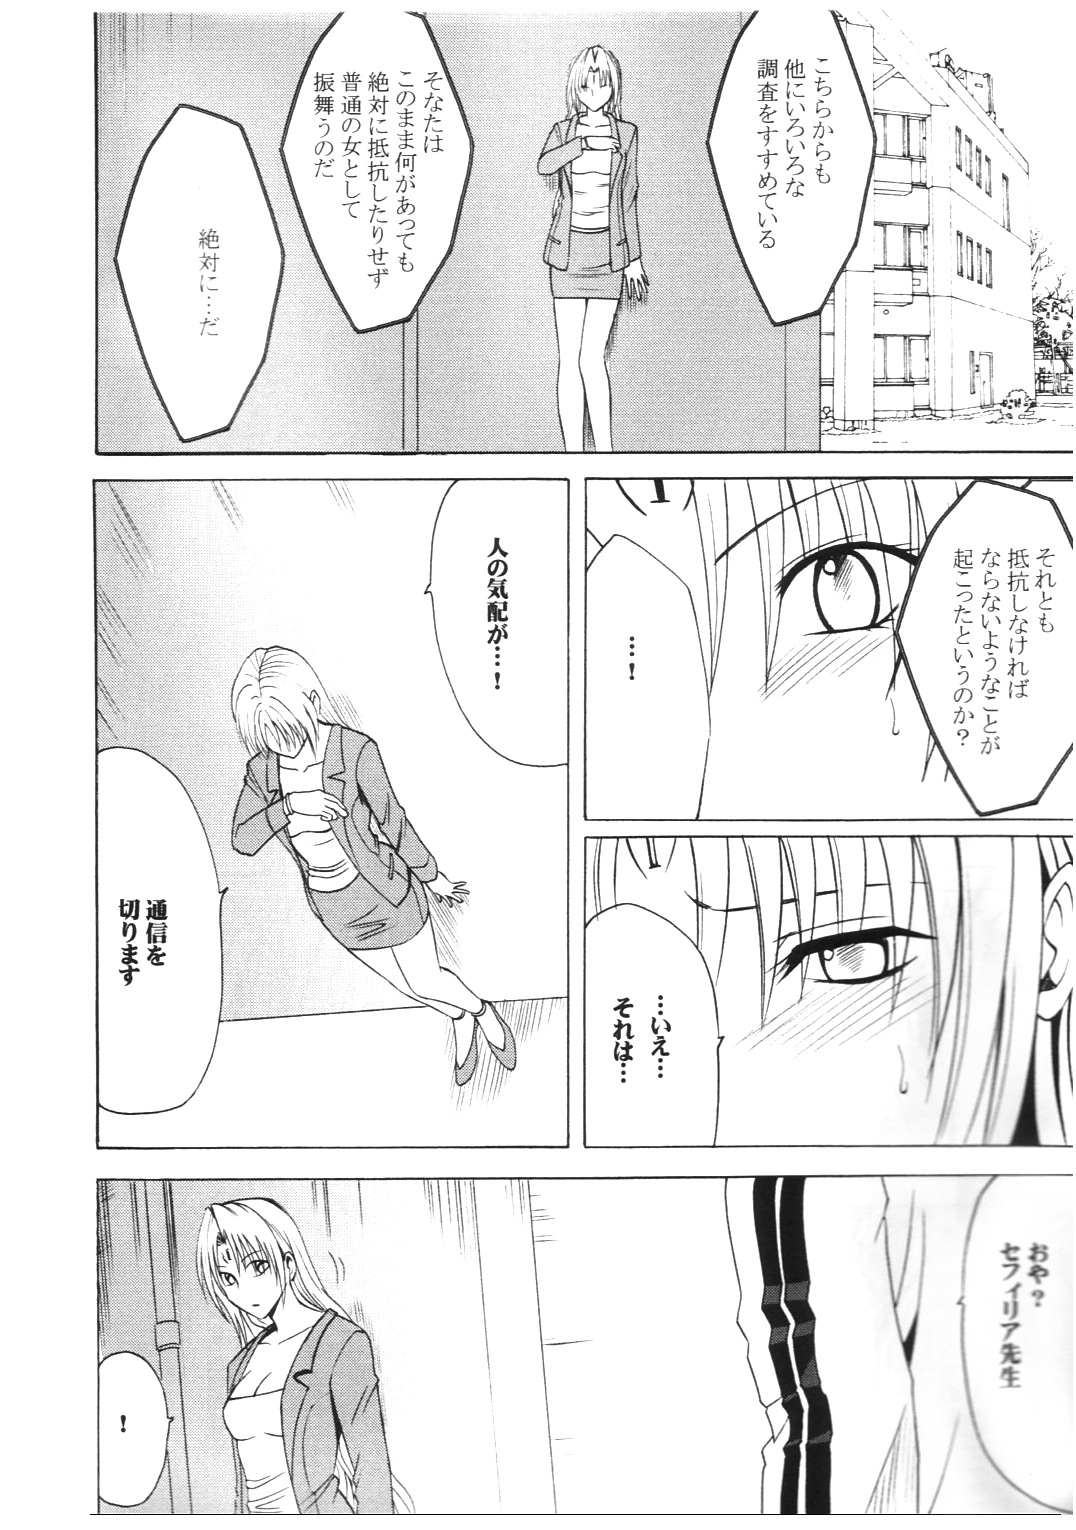 こちらからも
他にいろいろな
調査をすすめている
そなたは
このまま何があっても
絶対に抵抗したりせず
普通の女として
振舞うのだ
絶対に…だ
それとも
抵抗しなければ
ならないようなことが
起こったというのか？
…！
…いえ…
それは…
人の気配が…！
通信を
切ります
おや？
セフィリア先生
！